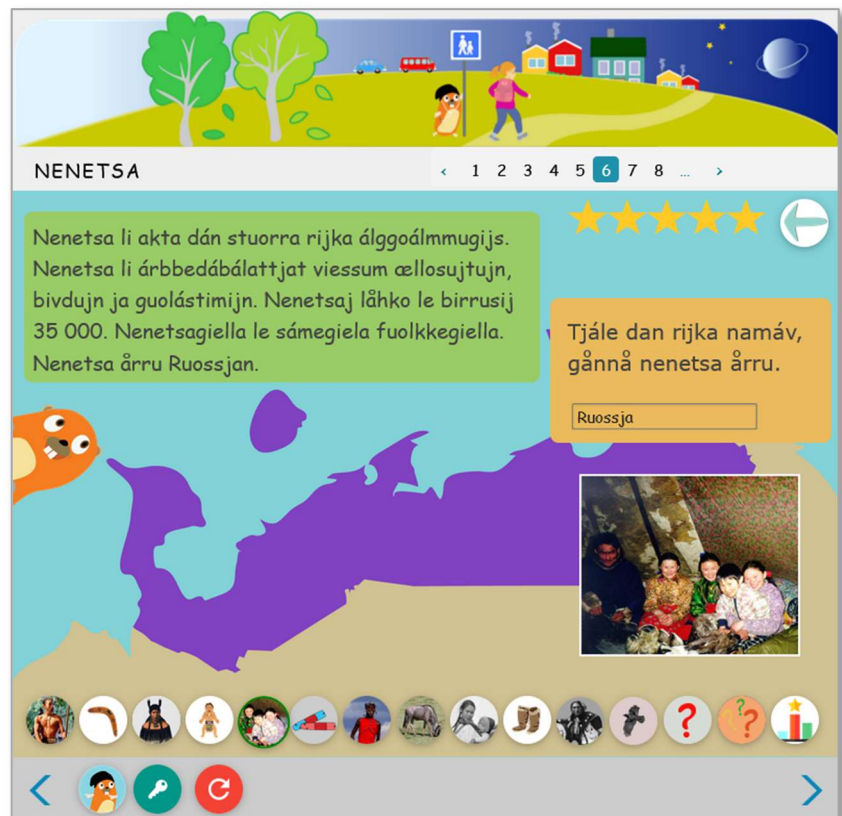 NENETSA
‹ 1 2 3 4 5 6 7 8 ... ›
Nenetsa li akta dán stuorra rijka álggoálmmugijs.
Nenetsa li árbbedábálattjat viessum ællosujtujn,
bivdujn ja guolástimijn. Nenetsaj låhko le birrusij
35 000. Nenetsagiella le sámegiela fuolkkegiella.
Nenetsa årru Ruossjan.
Tjále dan rijka namáv,
gånnå nenetsa årru.
Ruossja
? ? ?